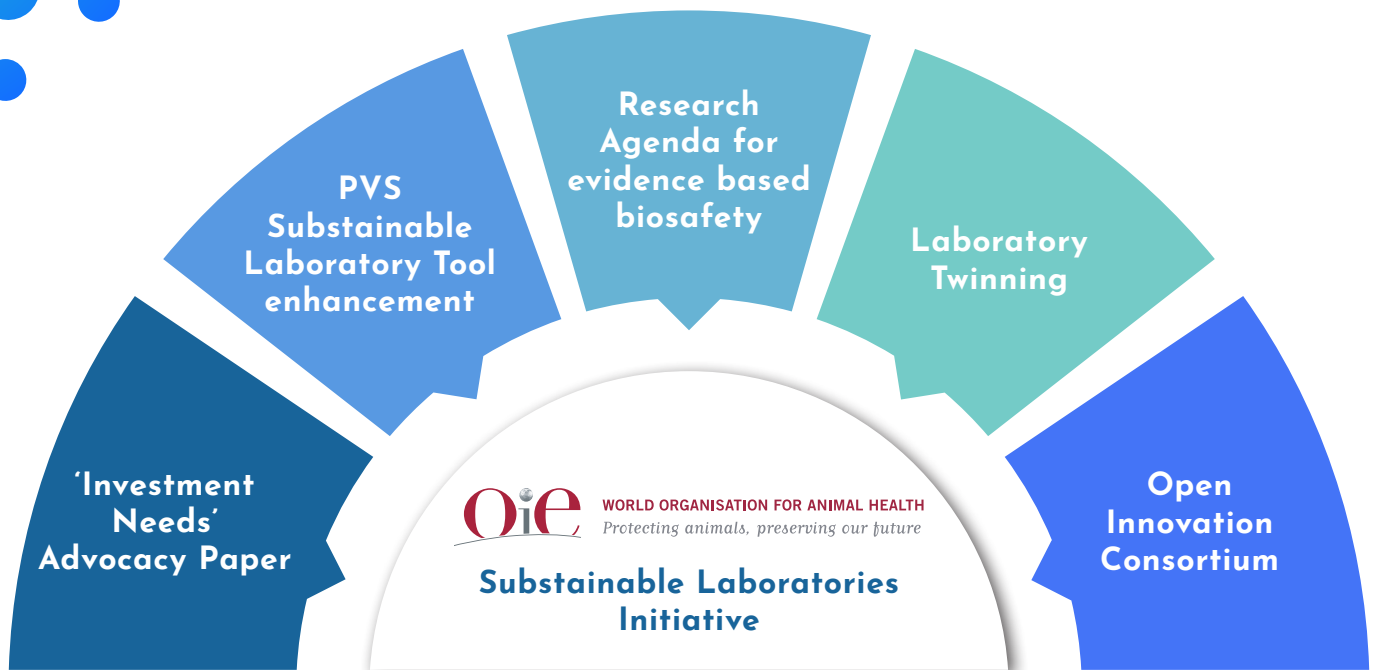 'Investment
Needs'
Advocacy Paper
PVS
Substainable
Laboratory Tool
enhancement
Research
Agenda for
evidence based
biosafety
Laboratory
Twinning
Open
Innovation
Consortium
oie
WORLD ORGANISATION FOR ANIMAL HEALTH
Protecting animals, preserving our future
Substainable Laboratories
Initiative